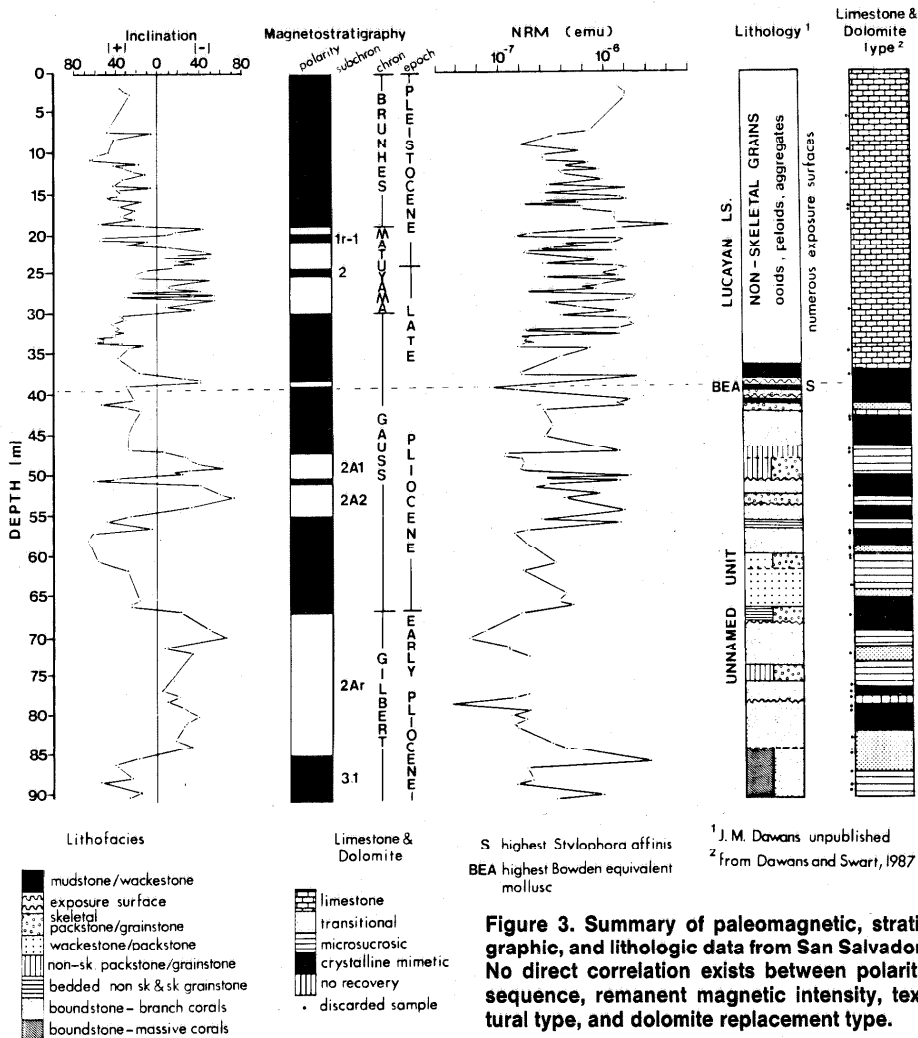 Inclination
|+| |-|
80 40 0 40 80
Magnetostratigraphy
polarity
subchron
chron
epoch
NRM (emu)
10-7 10-6
Lithology 1
Limestone &
Dolomite
Type 2
DEPTH (m)
0
5
10
15
20
25
30
35
40
45
50
55
60
65
70
75
80
85
90
1r-1
2
2A1
2A2
2Ar
3.1
BRUNHES
MATUYAMA
GAUSS
GILBERT
PLEISTOCENE
LATE
PLIOCENE
EARLY PLIOCENE
LUCAYAN LS.
NON-SKELETAL GRAINS
ooids, peloids, aggregates
numerous exposure surfaces
BEA S
UNNAMED UNIT
Lithofacies
mudstone/wackestone
exposure surface
skeletal
packstone/grainstone
wackestone/packstone
non-sk. packstone/grainstone
bedded non sk & sk grainstone
boundstone- branch corals
boundstone- massive corals
Limestone &
Dolomite
limestone
transitional
microsucrosic
crystalline mimetic
no recovery
• discarded sample
S highest Stylophora affinis
BEA highest Bowden equivalent
mollusc
1 J. M. Dawans unpublished
2 from Dawans and Swart, 1987
Figure 3. Summary of paleomagnetic, strati
graphic, and lithologic data from San Salvador
No direct correlation exists between polarit
sequence, remanent magnetic intensity, tex
tural type, and dolomite replacement type.